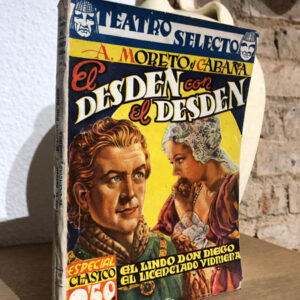 TEATRO SELECTO
A. MORETO y CABAÑA
El
DESDEN con
el DESDEN
ESPECIAL
CLASICO
EL LINDO DON DIEGO
EL LICENCIADO VIDRIERA